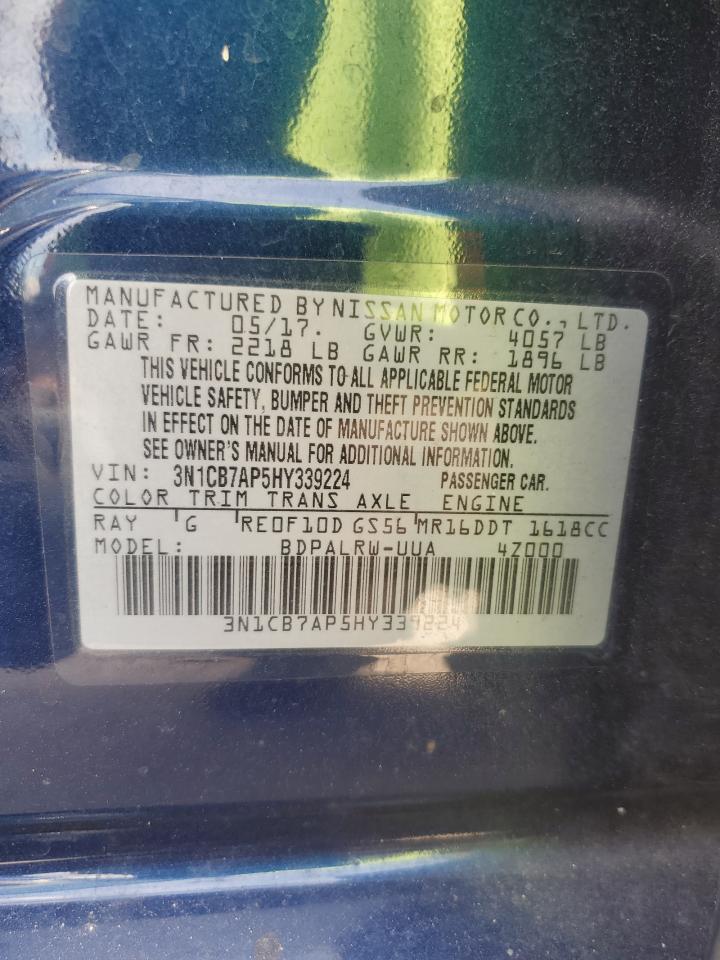 MANUFACTURED BY NISSAN MOTOR CO., LTD.
DATE: 05/17. GVWR: 4057 LB
GAWR FR: 2218 LB GAWR RR: 1896 LB
THIS VEHICLE CONFORMS TO ALL APPLICABLE FEDERAL MOTOR
VEHICLE SAFETY, BUMPER AND THEFT PREVENTION STANDARDS
IN EFFECT ON THE DATE OF MANUFACTURE SHOWN ABOVE.
SEE OWNER'S MANUAL FOR ADDITIONAL INFORMATION.
VIN: 3N1CB7AP5HY339224 PASSENGER CAR.
COLOR TRIM TRANS AXLE ENGINE
RAY G RE0F10D GS56 MR16DDT 1618CC
MODEL: BDPALRW-UUA 4Z000
3N1CB7AP5HY339224